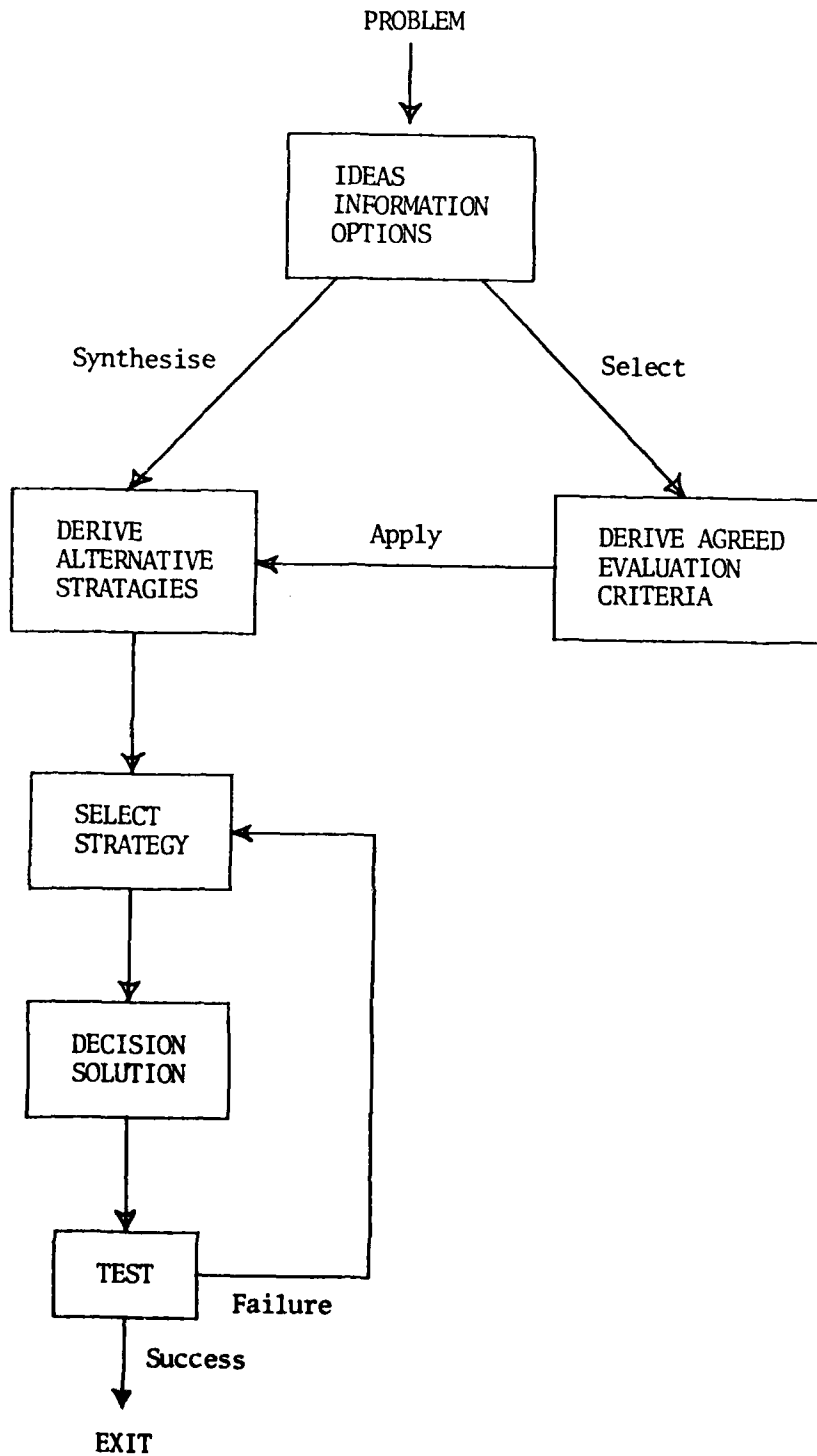 PROBLEM
IDEAS
INFORMATION
OPTIONS
Synthesise
Select
DERIVE
ALTERNATIVE
STRATAGIES
Apply
DERIVE AGREED
EVALUATION
CRITERIA
SELECT
STRATEGY
DECISION
SOLUTION
TEST
Failure
Success
EXIT